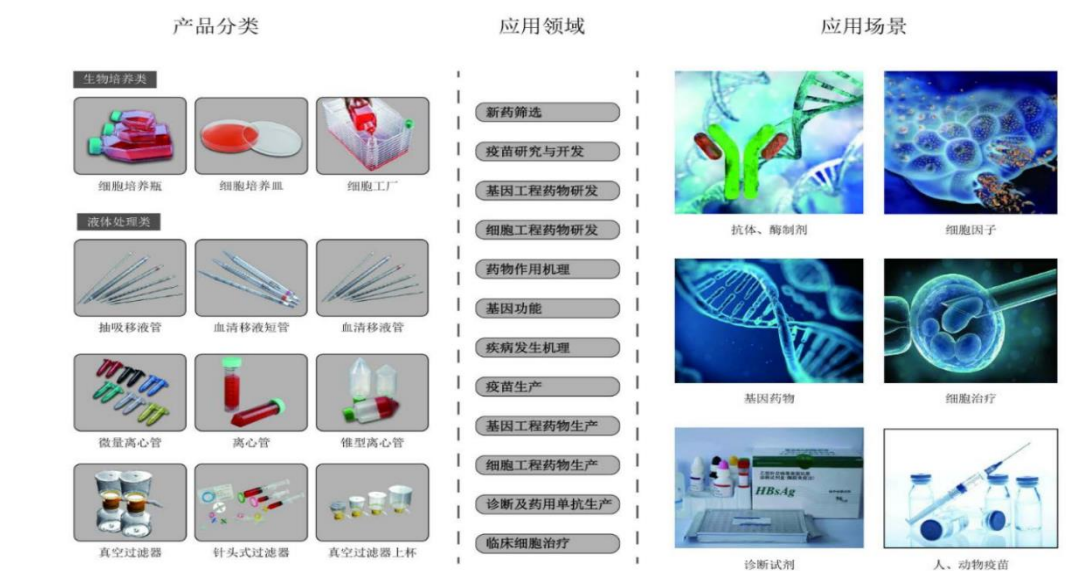 产品分类
应用领域
应用场景
生物培养类
细胞培养瓶
细胞培养皿
细胞工厂
液体处理类
抽吸移液管
血清移液短管
血清移液管
微量离心管
离心管
锥型离心管
真空过滤器
针头式过滤器
真空过滤器上杯
新药筛选
疫苗研究与开发
基因工程药物研发
细胞工程药物研发
药物作用机理
基因功能
疾病发生机理
疫苗生产
基因工程药物生产
细胞工程药物生产
诊断及药用单抗生产
临床细胞治疗
抗体、酶制剂
细胞因子
基因药物
细胞治疗
HBsAg
诊断试剂
人、动物疫苗